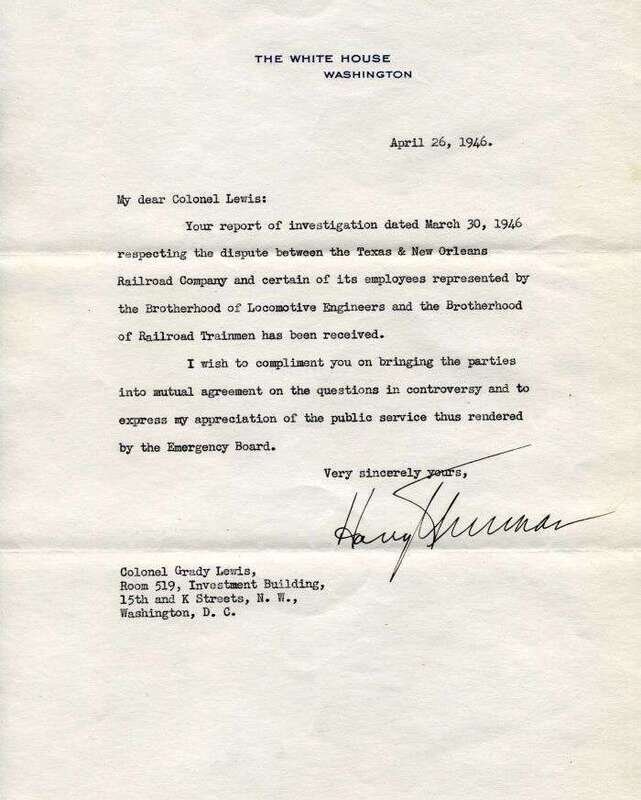 THE WHITE HOUSE
WASHINGTON
April 26, 1946.
My dear Colonel Lewis:
Your report of investigation dated March 30, 1946
respecting the dispute between the Texas & New Orleans
Railroad Company and certain of its employees represented by
the Brotherhood of Locomotive Engineers and the Brotherhood
of Railroad Trainmen has been received.
I wish to compliment you on bringing the parties
into mutual agreement on the questions in controversy and to
express my appreciation of the public service thus rendered
by the Emergency Board.
Very sincerely yours,
Harry Truman
Colonel Grady Lewis,
Room 519, Investment Building,
15th and K Streets, N. W.,
Washington, D. C.